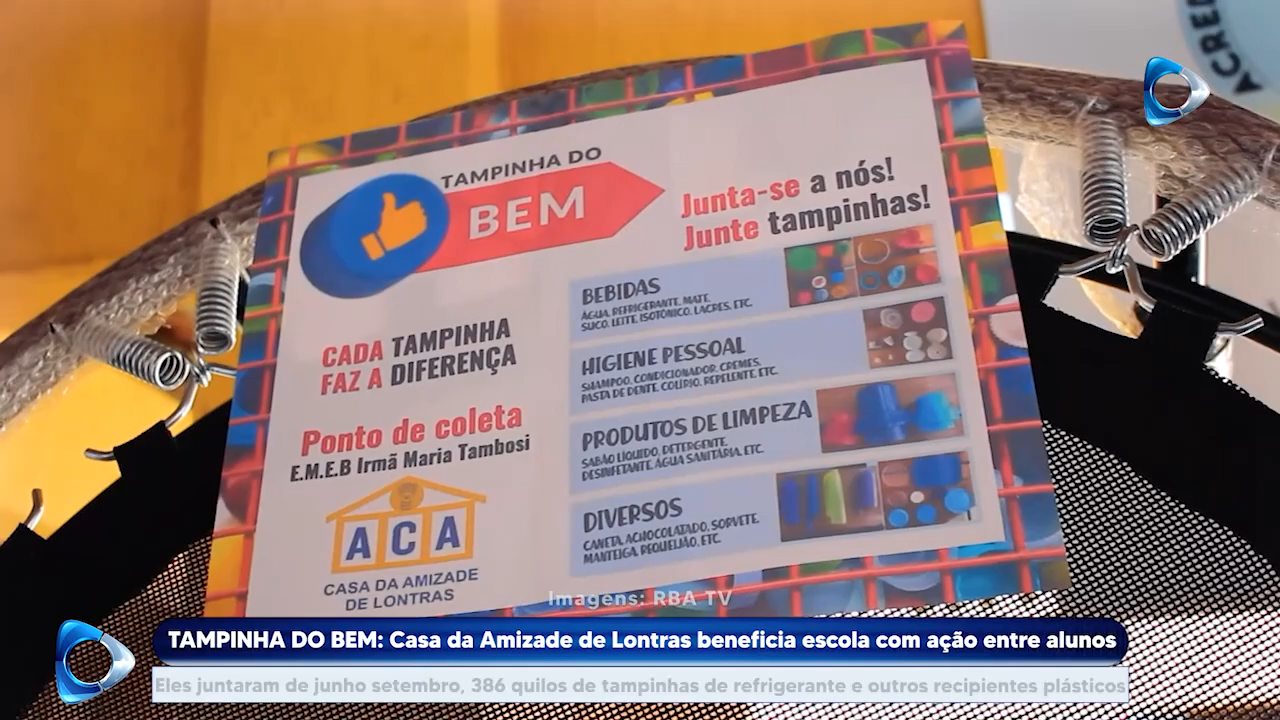 ACRED
TAMPINHA DO
BEM
Junta-se a nós!
Junte tampinhas!
CADA TAMPINHA
FAZ A DIFERENÇA
Ponto de coleta
E.M.E.B Irmã Maria Tambosi
ACA
CASA DA AMIZADE
DE LONTRAS
BEBIDAS
ÁGUA, REFRIGERANTE, MATE,
SUCO, LEITE, ISOTÔNICO, LACRES, ETC.
HIGIENE PESSOAL
SHAMPOO, CONDICIONADOR, CREMES,
PASTA DE DENTE, COLÍRIO, REPELENTE, ETC.
PRODUTOS DE LIMPEZA
SABÃO LÍQUIDO, DETERGENTE,
DESINFETANTE, ÁGUA SANITÁRIA, ETC.
DIVERSOS
CANETA, ACHOCOLATADO, SORVETE,
MANTEIGA, REQUEIJÃO, ETC.
Imagens: RBA TV
TAMPINHA DO BEM: Casa da Amizade de Lontras beneficia escola com ação entre alunos
Eles juntaram de junho setembro, 386 quilos de tampinhas de refrigerante e outros recipientes plásticos